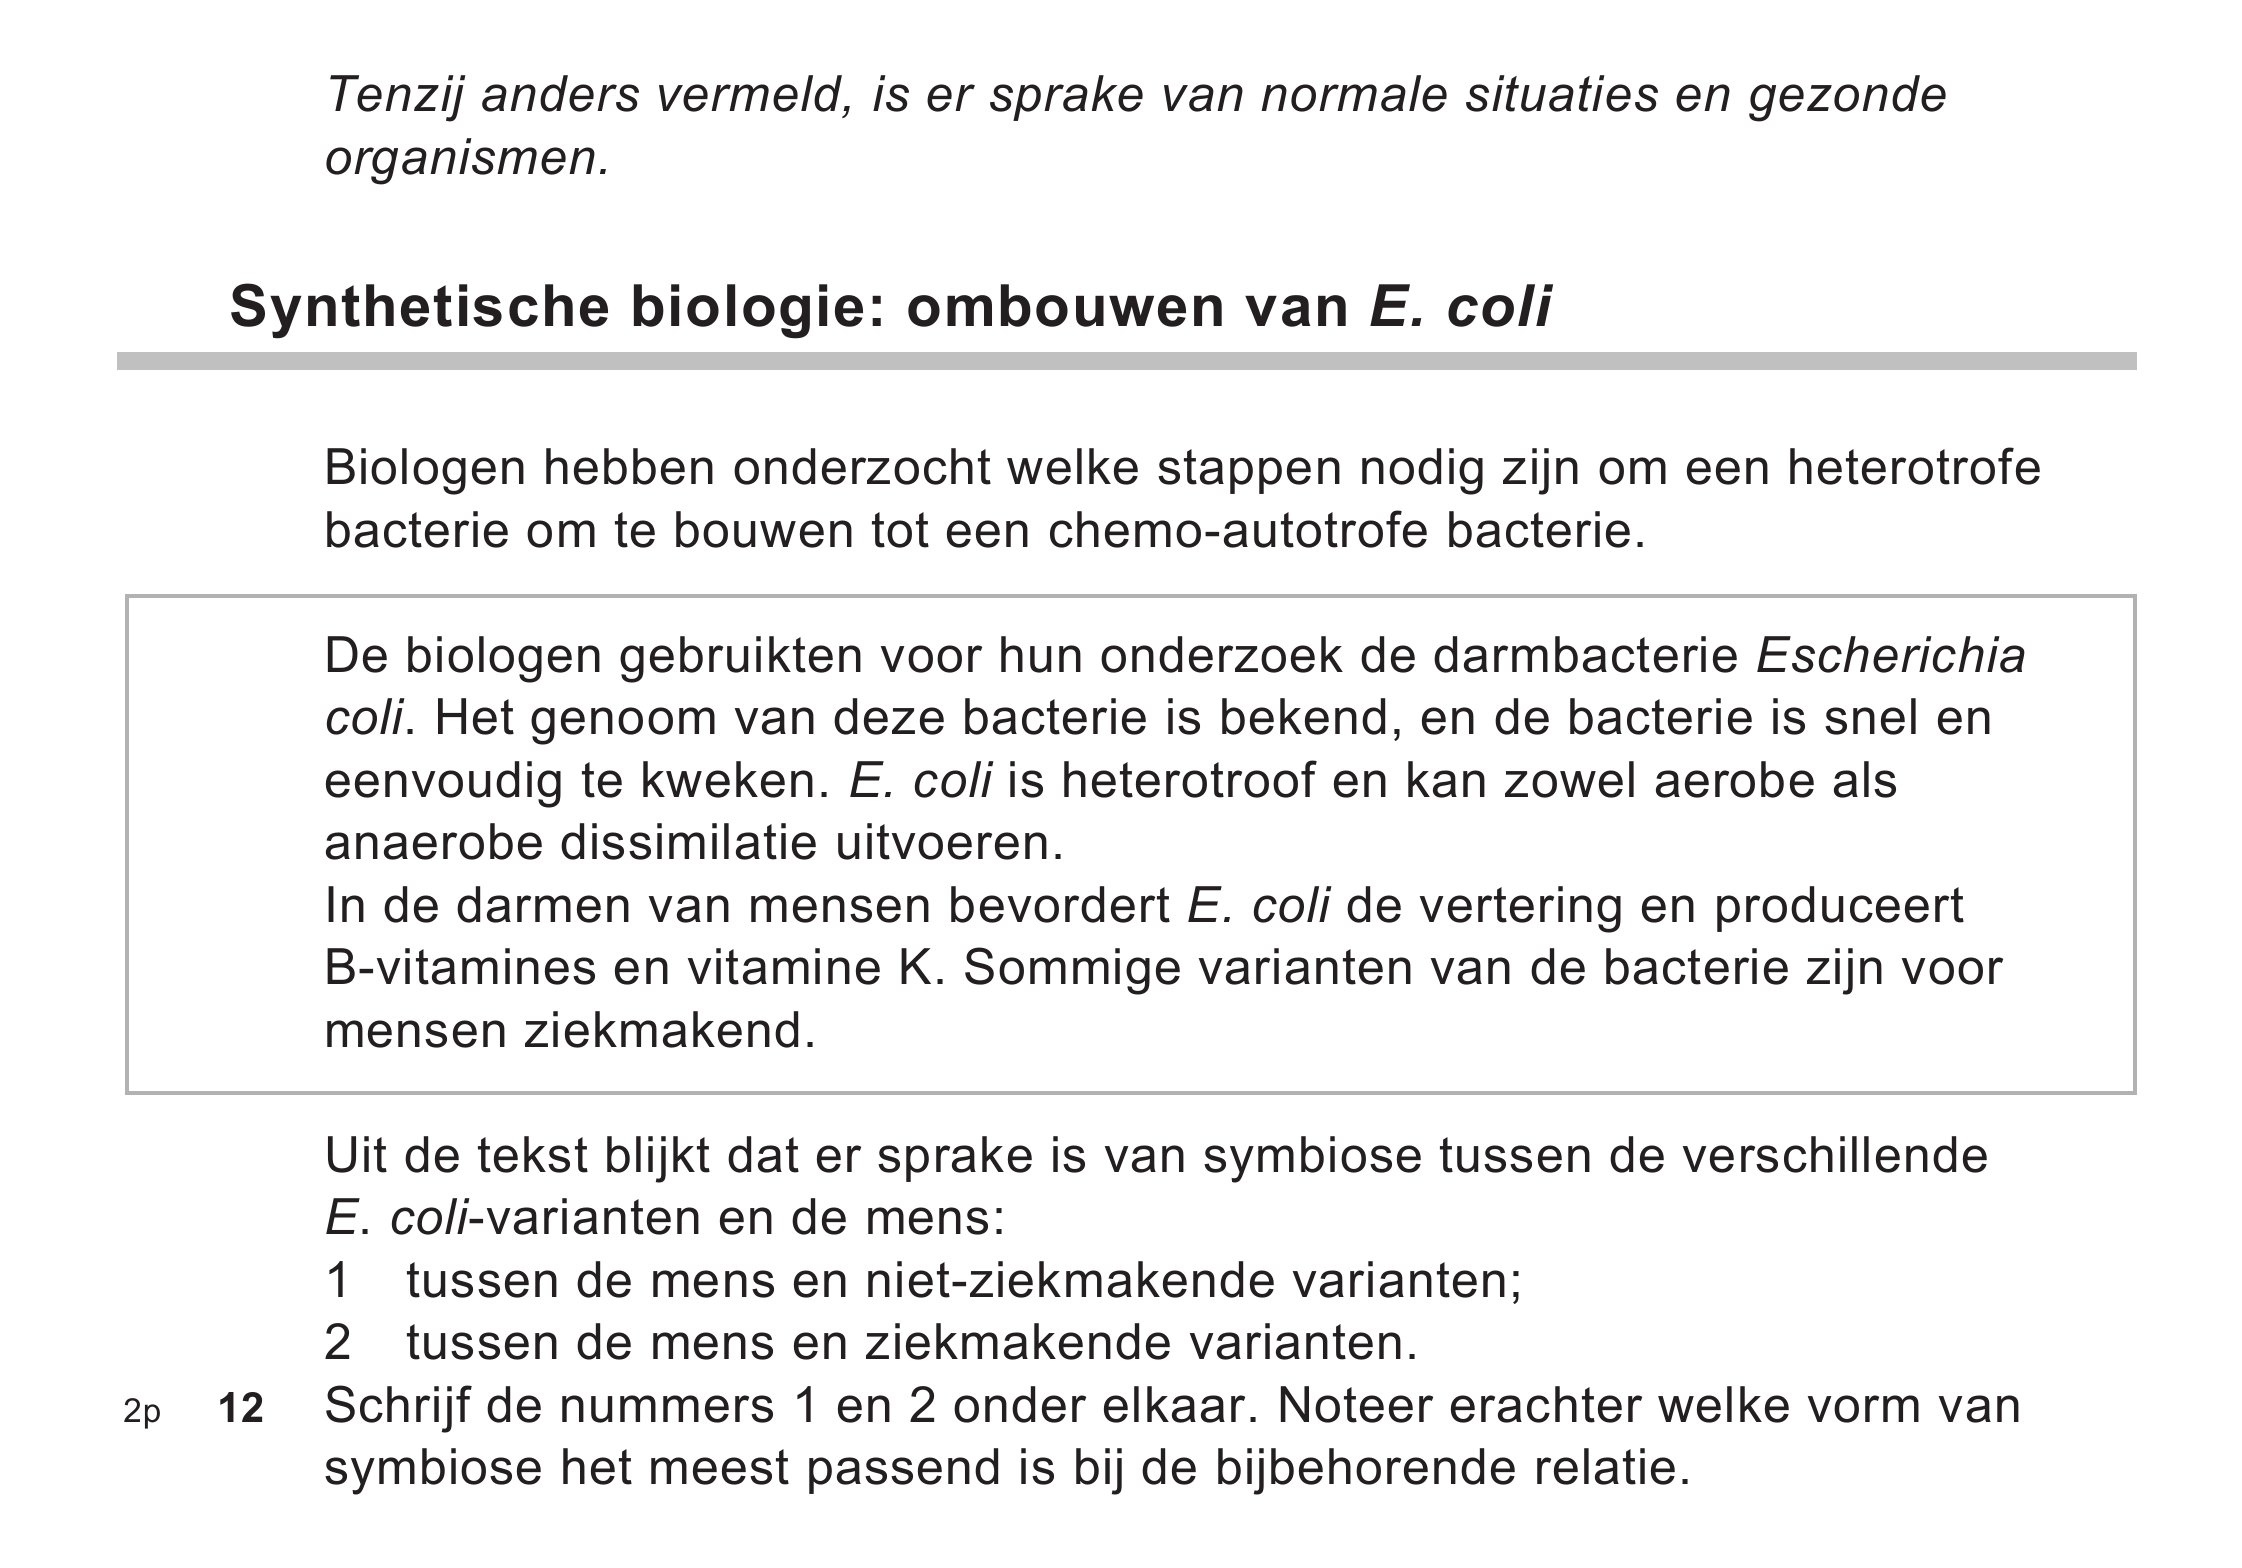 Tenzij anders vermeld, is er sprake van normale situaties en gezonde
organismen.
Synthetische biologie: ombouwen van E. coli
Biologen hebben onderzocht welke stappen nodig zijn om een heterotrofe
bacterie om te bouwen tot een chemo-autotrofe bacterie.
De biologen gebruikten voor hun onderzoek de darmbacterie Escherichia
coli. Het genoom van deze bacterie is bekend, en de bacterie is snel en
eenvoudig te kweken. E. coli is heterotroof en kan zowel aerobe als
anaerobe dissimilatie uitvoeren.
In de darmen van mensen bevordert E. coli de vertering en produceert
B-vitamines en vitamine K. Sommige varianten van de bacterie zijn voor
mensen ziekmakend.
Uit de tekst blijkt dat er sprake is van symbiose tussen de verschillende
E. coli-varianten en de mens:
1 tussen de mens en niet-ziekmakende varianten;
2 tussen de mens en ziekmakende varianten.
2p 12 Schrijf de nummers 1 en 2 onder elkaar. Noteer erachter welke vorm van
symbiose het meest passend is bij de bijbehorende relatie.